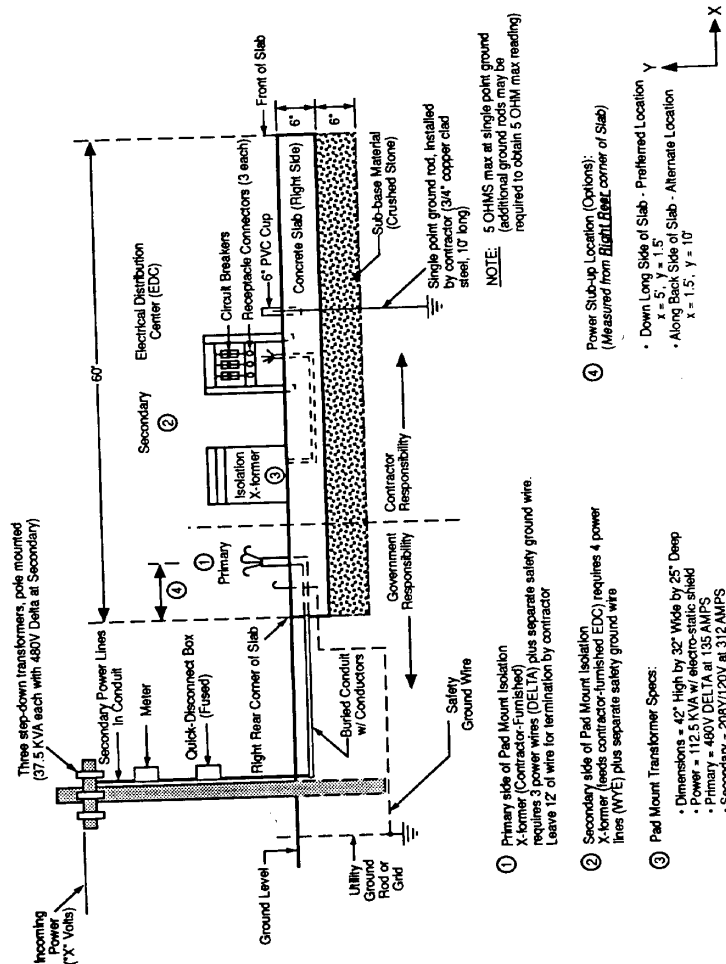 Three step-down transformers, pole mounted
(37.5 KVA each with 480V Delta at Secondary)
Incoming
Power
("X" Volts)
Secondary Power Lines
In Conduit
Meter
Quick-Disconnect Box
(Fused)
Right Rear Corner of Slab
Ground Level
Buried Conduit
w/ Conductors
Utility
Ground
Rod or
Grid
Safety
Ground Wire
60'
4
1
Primary
Government
Responsibility
Contractor
Responsibility
Secondary
2
Isolation
X-former
3
Electrical Distribution
Center (EDC)
Circuit Breakers
Receptacle Connectors (3 each)
6" PVC Cup
Concrete Slab (Right Side)
Front of Slab
6"
6"
Sub-base Material
(Crushed Stone)
Single point ground rod, installed
by contractor (3/4" copper clad
steel, 10' long)
NOTE: 5 OHMS max at single point ground
(additional ground rods may be
required to obtain 5 OHM max reading)
1 Primary side of Pad Mount Isolation
X-former (Contractor-Furnished)
requires 3 power wires (DELTA) plus separate safety ground wire.
Leave 12' of wire for termination by contractor
2 Secondary side of Pad Mount Isolation
X-former (feeds contractor-furnished EDC) requires 4 power
lines (WYE) plus separate safety ground wire
3 Pad Mount Transformer Specs:
• Dimensions = 42" High by 32" Wide by 25" Deep
• Power = 112.5 KVA w/ electro-static shield
• Primary = 480V DELTA at 135 AMPS
• Secondary = 208Y/120V at 312 AMPS
4 Power Stub-up Location (Options):
(Measured from Right Rear corner of Slab)
• Down Long Side of Slab - Prefferred Location
x = 5', y = 1.5'
• Along Back Side of Slab - Alternate Location
x = 1.5', y = 10'
Y
X